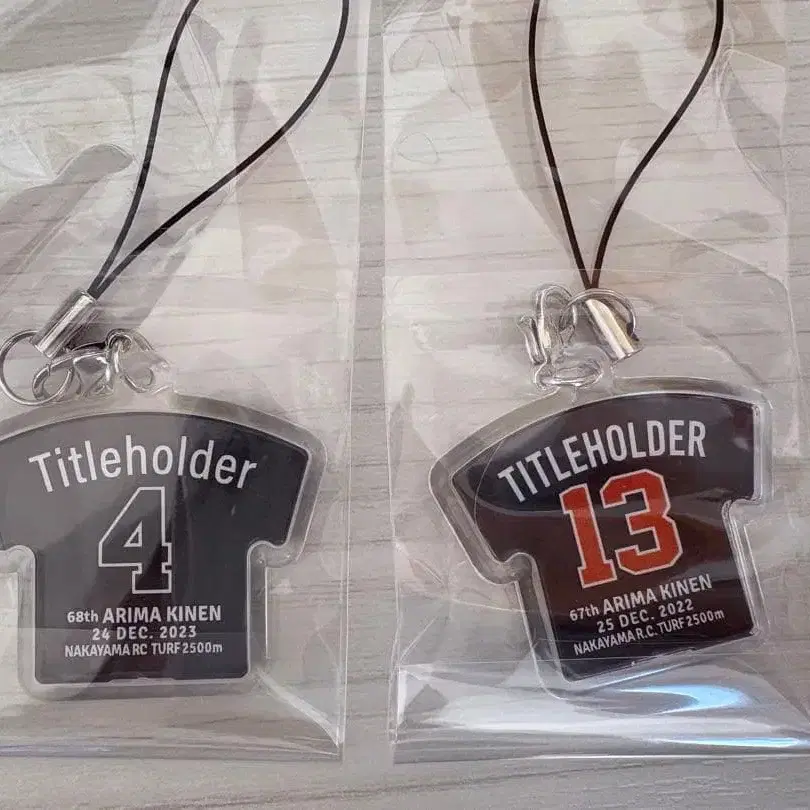 Titleholder
4
68th ARIMA KINEN
24 DEC. 2023
NAKAYAMA RC TURF 2500m
TITLEHOLDER
13
67th ARIMA KINEN
25 DEC. 2022
NAKAYAMA R.C. TURF 2500m